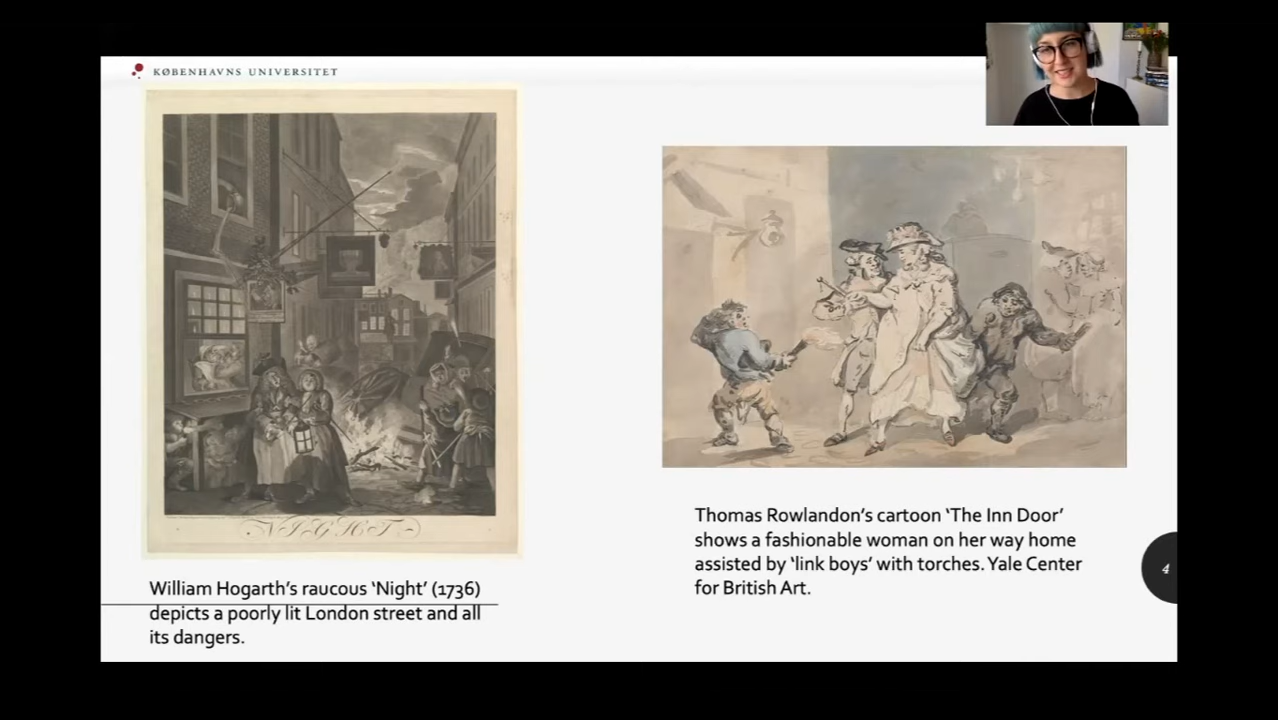 KØBENHAVNS UNIVERSITET
NIGHT
William Hogarth's raucous 'Night' (1736)
depicts a poorly lit London street and all
its dangers.
Thomas Rowlandon's cartoon 'The Inn Door'
shows a fashionable woman on her way home
assisted by 'link boys' with torches. Yale Center
for British Art.
4